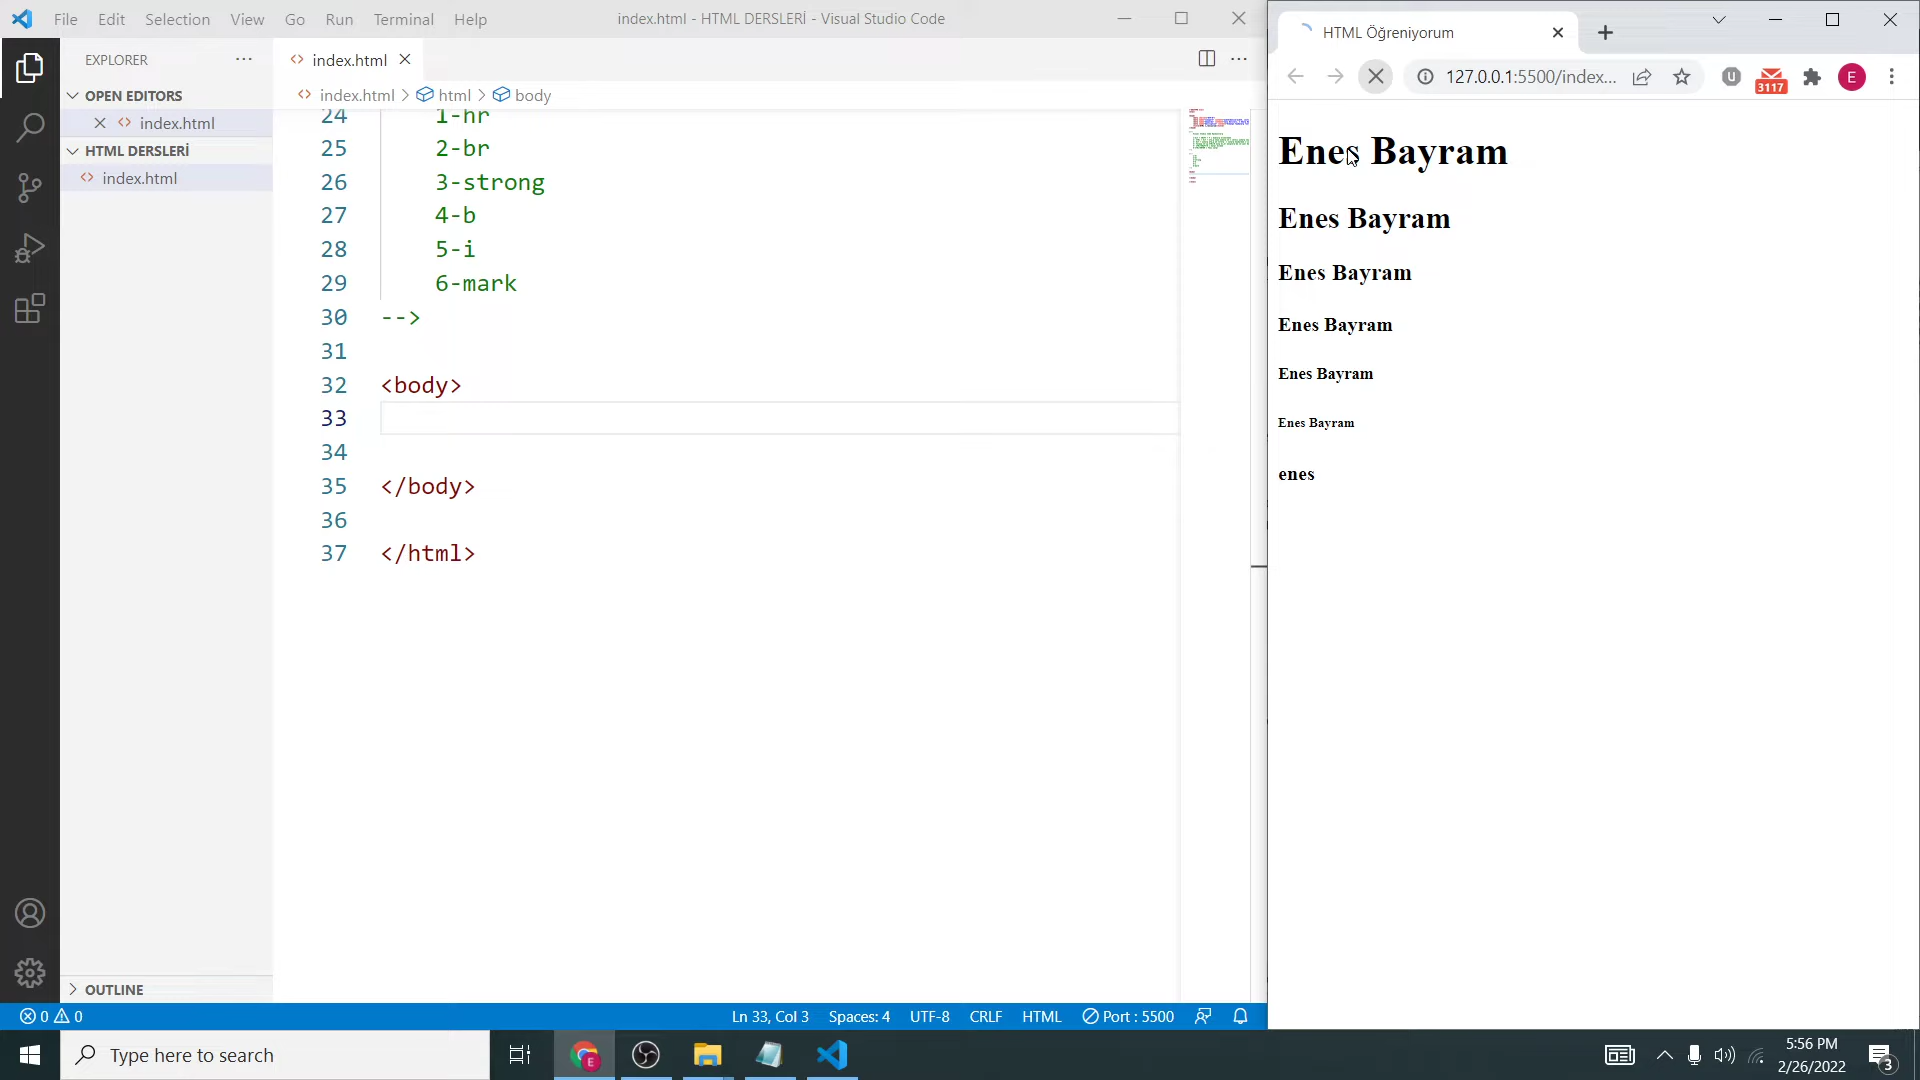 File Edit Selection View Go Run Terminal Help index.html - HTML DERSLERİ - Visual Studio Code
EXPLORER
OPEN EDITORS
index.html
HTML DERSLERİ
index.html
OUTLINE
index.html
index.html > html > body
24 1-hr
25 2-br
26 3-strong
27 4-b
28 5-i
29 6-mark
30 -->
31
32 <body>
33
34
35 </body>
36
37 </html>
0 0 Ln 33, Col 3 Spaces: 4 UTF-8 CRLF HTML Port : 5500
HTML Öğreniyorum
127.0.0.1:5500/index... U 3117 E
Enes Bayram
Enes Bayram
Enes Bayram
Enes Bayram
Enes Bayram
Enes Bayram
enes
Type here to search
E
5:56 PM
2/26/2022
3